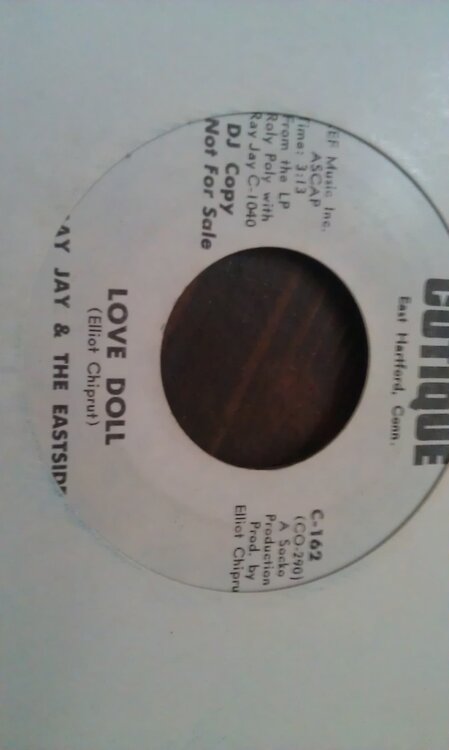 COTIQUE
East Hartford, Conn.
EF Music Inc.
ASCAP
ime: 3:13
From the LP
Roly Poly with
Ray Jay C-1040
DJ Copy
Not For Sale
C-162
(CO-290)
A Socko
Production
Prod. by
Elliot Chipru
LOVE DOLL
(Elliot Chiprut)
AY JAY & THE EASTSIDE